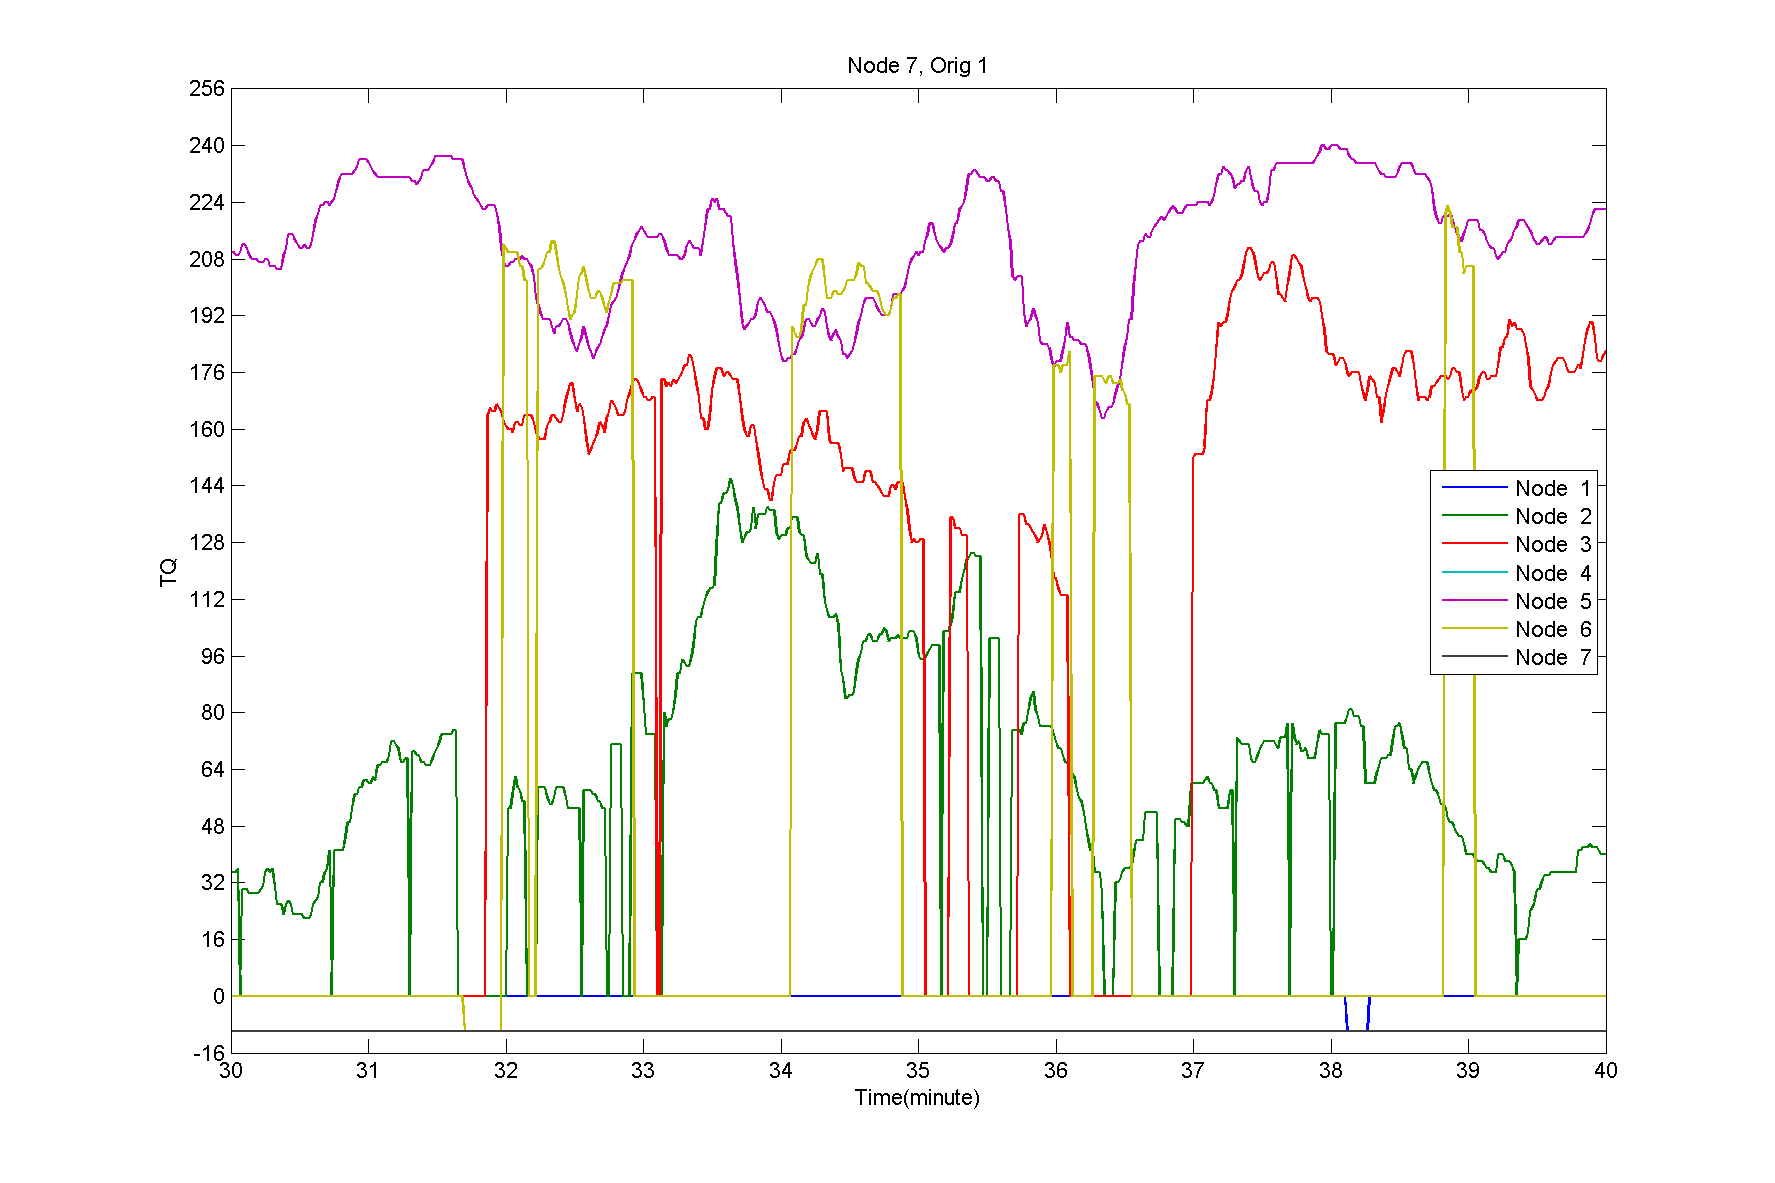 Node 7, Orig 1
256
240
224
208
192
176
160
144
128
112
96
80
64
48
32
16
0
-16
TQ
30 31 32 33 34 35 36 37 38 39 40
Time(minute)
Node 1
Node 2
Node 3
Node 4
Node 5
Node 6
Node 7